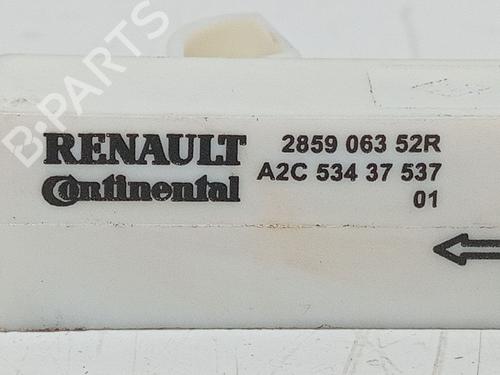 B-PARTS
RENAULT
Continental
2859 063 52R
A2C 534 37 537
01